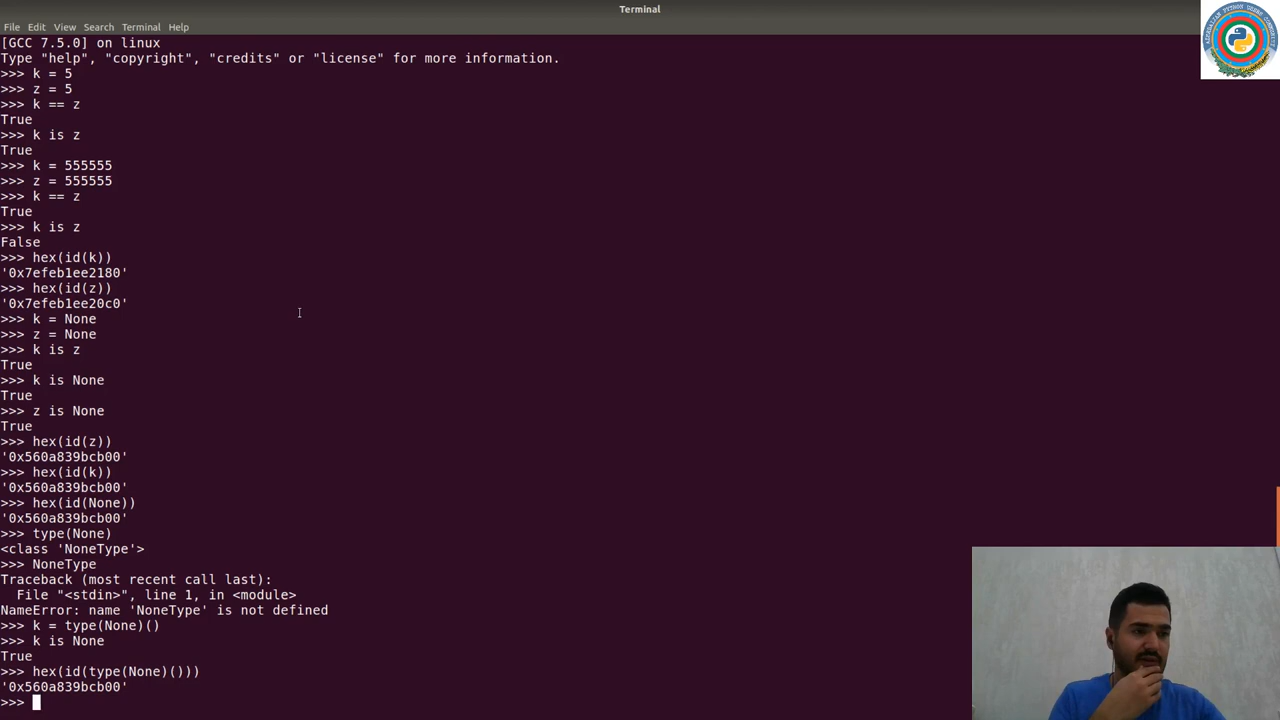 Terminal
File Edit View Search Terminal Help
[GCC 7.5.0] on linux
Type "help", "copyright", "credits" or "license" for more information.
>>> k = 5
>>> z = 5
>>> k == z
True
>>> k is z
True
>>> k = 555555
>>> z = 555555
>>> k == z
True
>>> k is z
False
>>> hex(id(k))
'0x7efeb1ee2180'
>>> hex(id(z))
'0x7efeb1ee20c0'
>>> k = None
>>> z = None
>>> k is z
True
>>> k is None
True
>>> z is None
True
>>> hex(id(z))
'0x560a839bcb00'
>>> hex(id(k))
'0x560a839bcb00'
>>> hex(id(None))
'0x560a839bcb00'
>>> type(None)
<class 'NoneType'>
>>> NoneType
Traceback (most recent call last):
  File "<stdin>", line 1, in <module>
NameError: name 'NoneType' is not defined
>>> k = type(None)()
>>> k is None
True
>>> hex(id(type(None)()))
'0x560a839bcb00'
>>>
AZERBAIJAN PYTHON USERS COMMUNITY